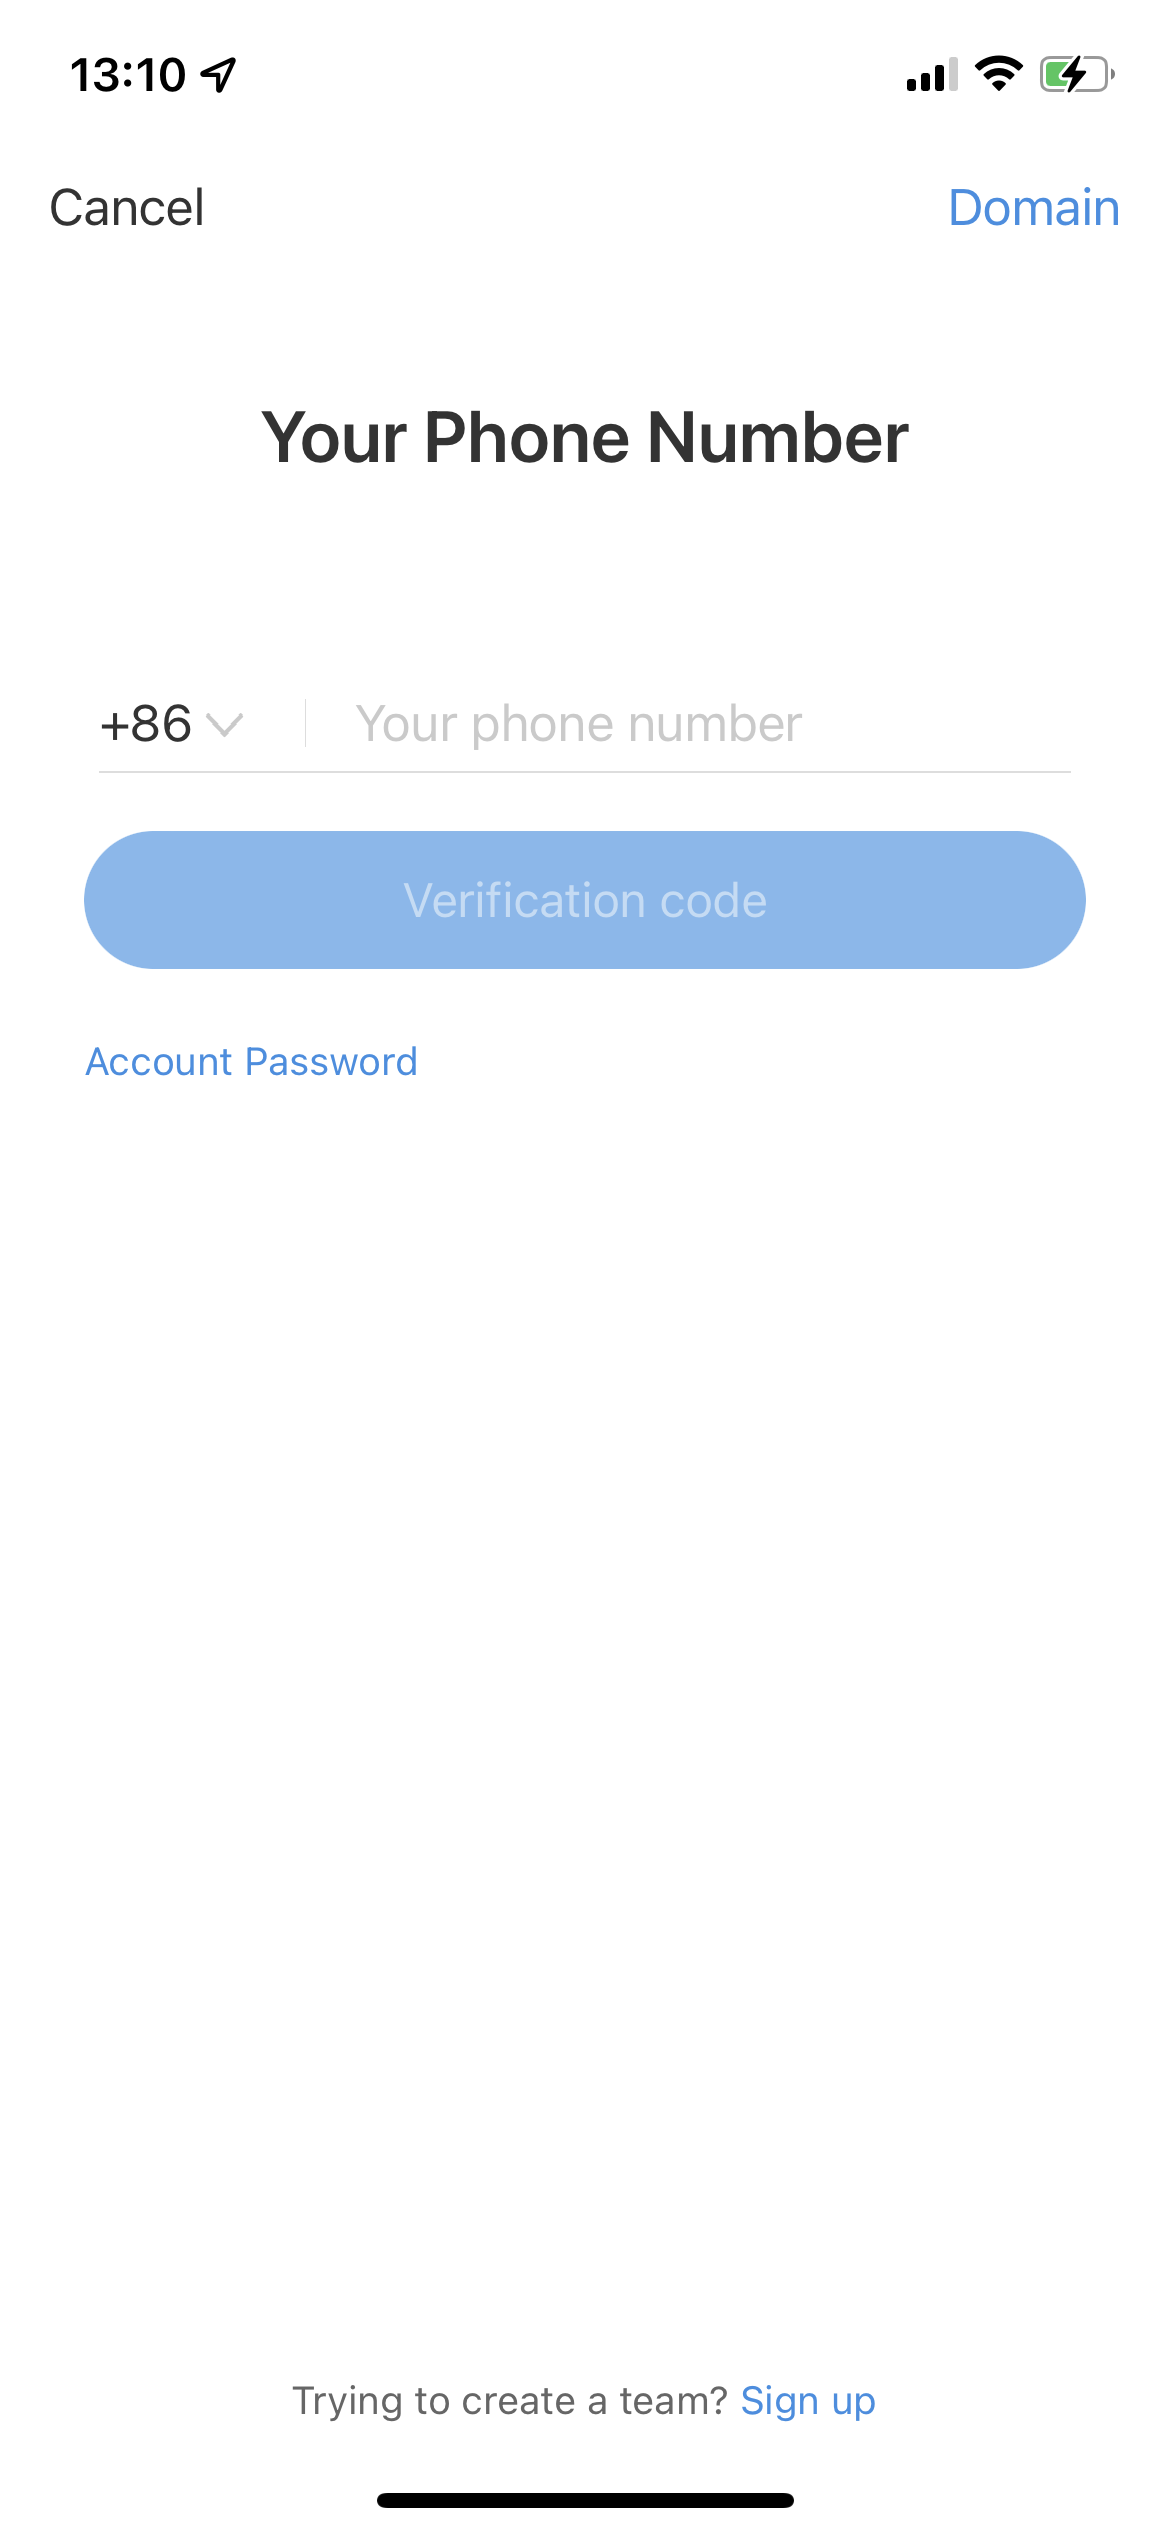 13:10
Cancel Domain
Your Phone Number
+86 Your phone number
Verification code
Account Password
Trying to create a team? Sign up